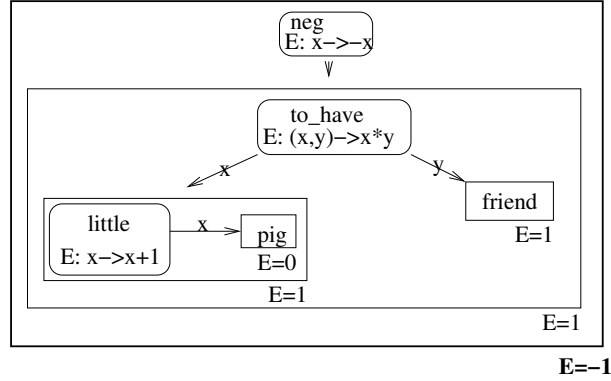 neg
E: x->-x
to_have
E: (x,y)->x*y
x
y
little
E: x->x+1
x
pig
E=0
friend
E=1
E=1
E=1
E=-1